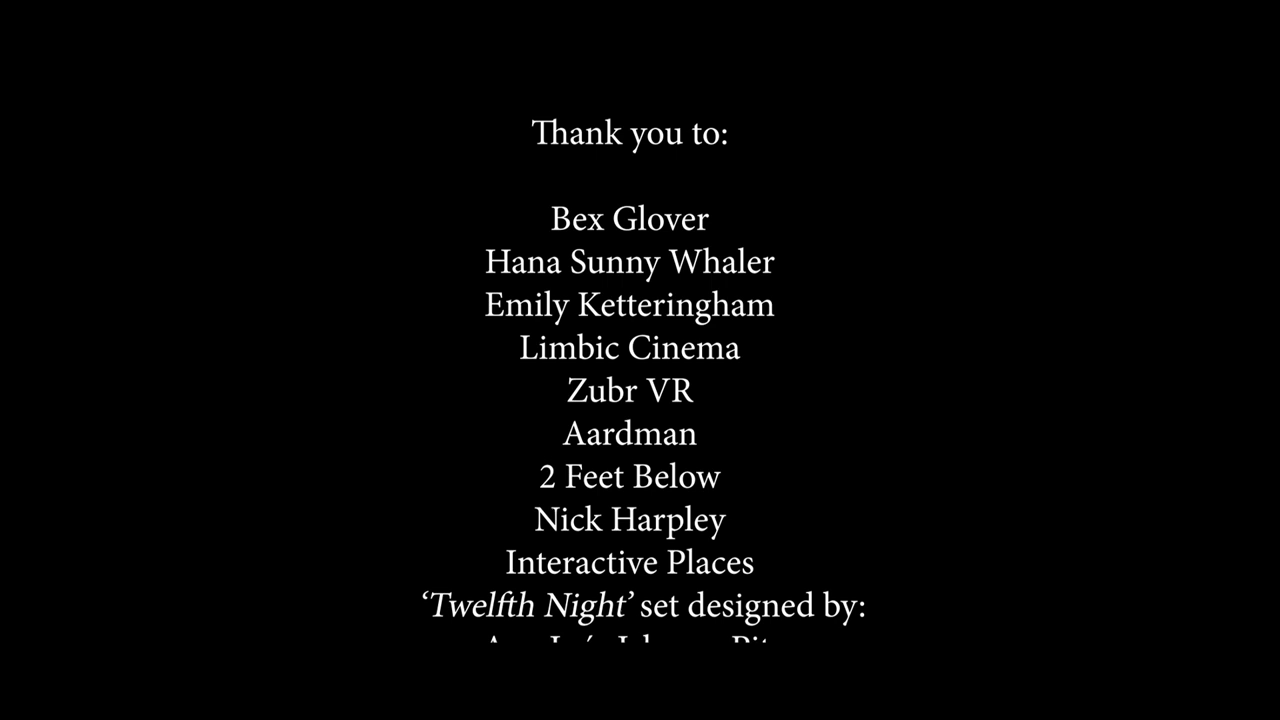 Thank you to:
Bex Glover
Hana Sunny Whaler
Emily Ketteringham
Limbic Cinema
Zubr VR
Aardman
2 Feet Below
Nick Harpley
Interactive Places
‘Twelfth Night’ set designed by: